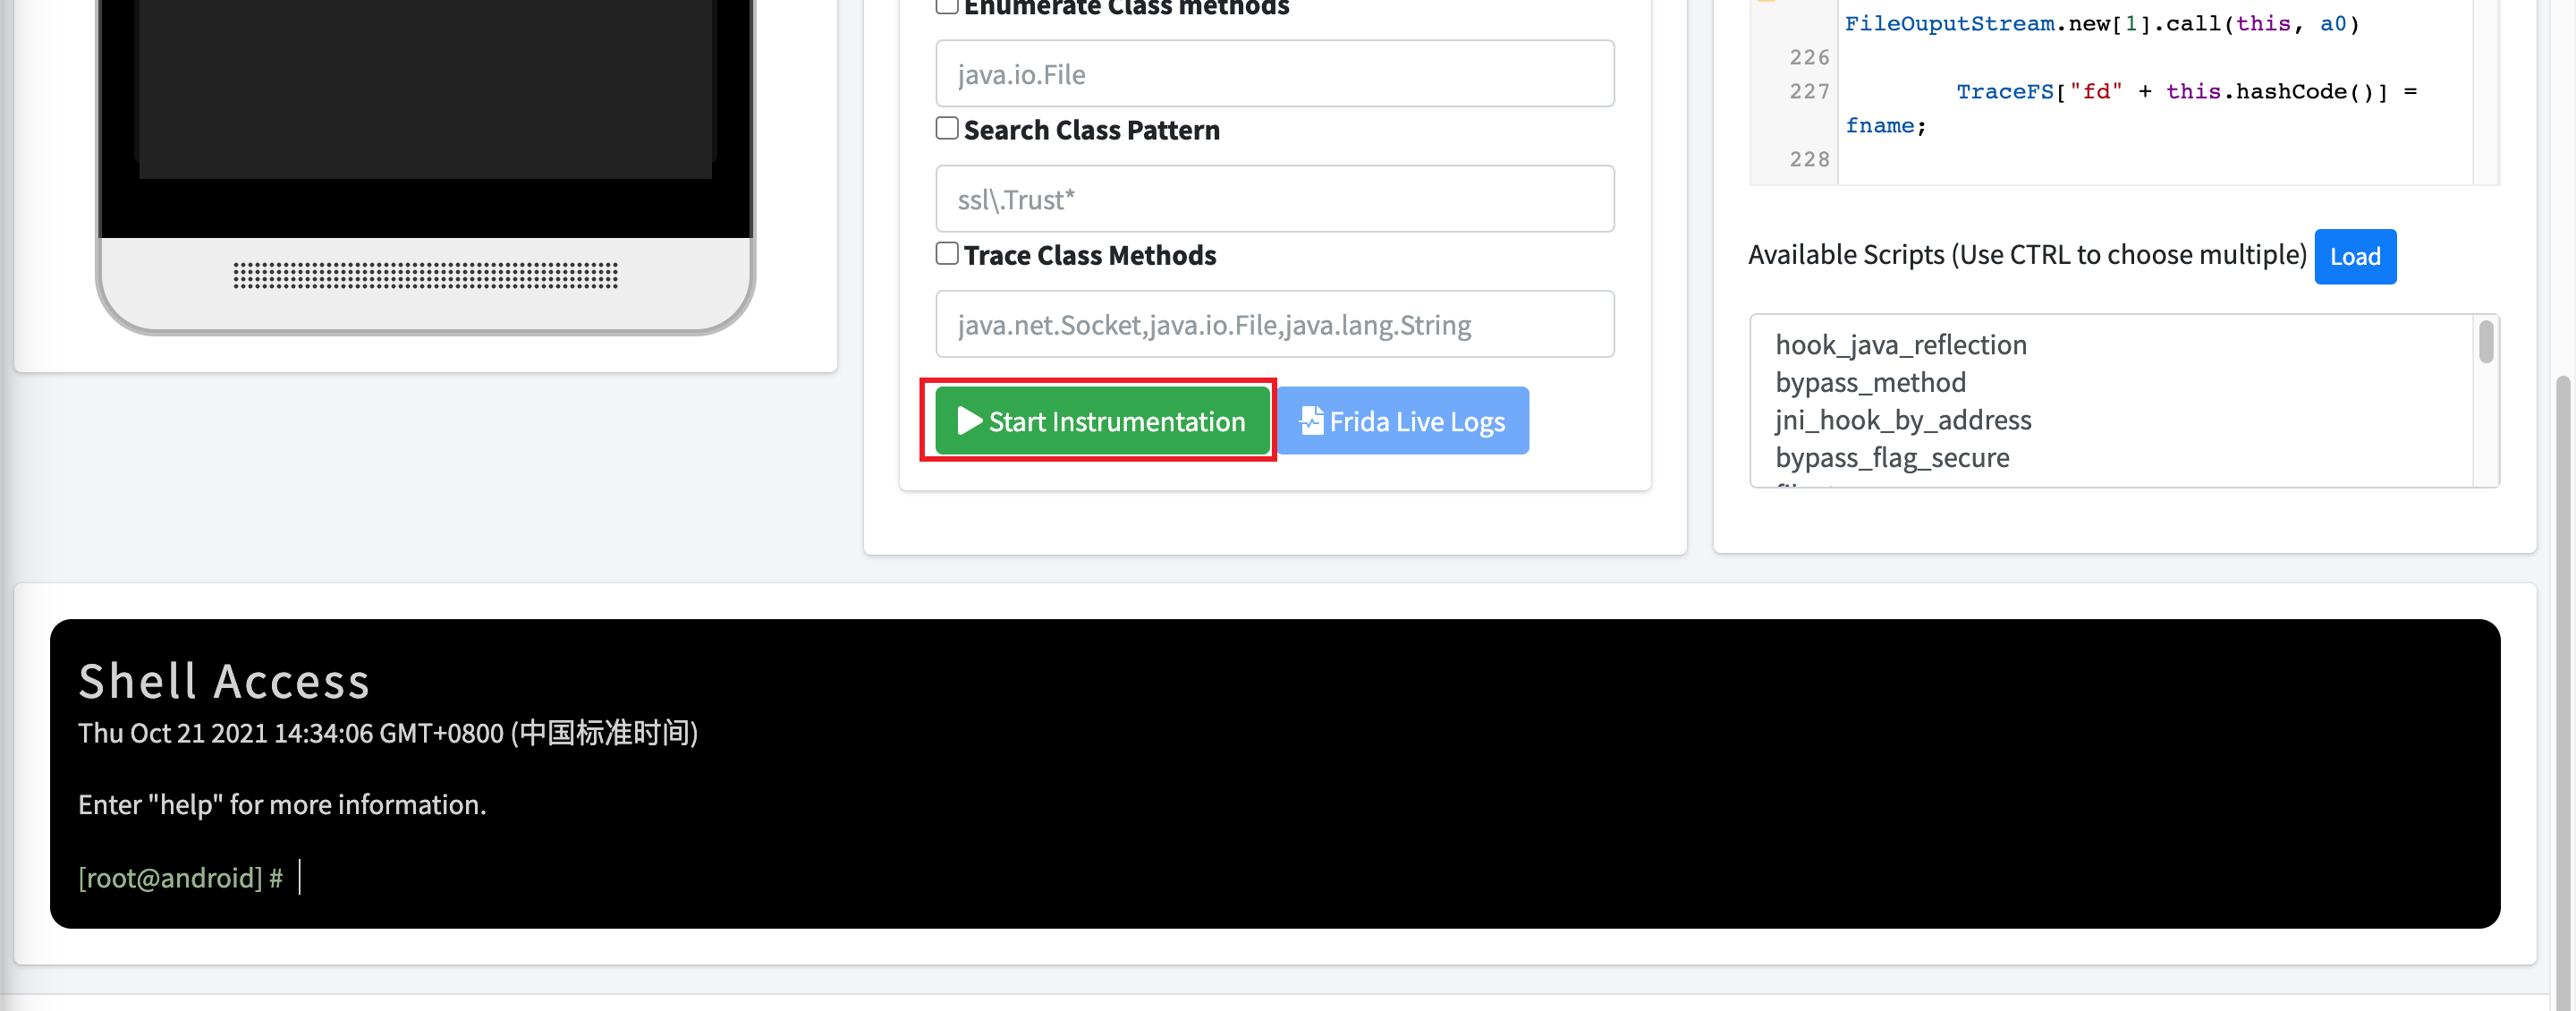 Enumerate Class methods
java.io.File
Search Class Pattern
ssl\.Trust*
Trace Class Methods
java.net.Socket,java.io.File,java.lang.String
Start Instrumentation
Frida Live Logs
FileOuputStream.new[1].call(this, a0)
226
227 TraceFS["fd" + this.hashCode()] =
fname;
228
Available Scripts (Use CTRL to choose multiple) Load
hook_java_reflection
bypass_method
jni_hook_by_address
bypass_flag_secure
Shell Access
Thu Oct 21 2021 14:34:06 GMT+0800 (中国标准时间)
Enter "help" for more information.
[root@android] #